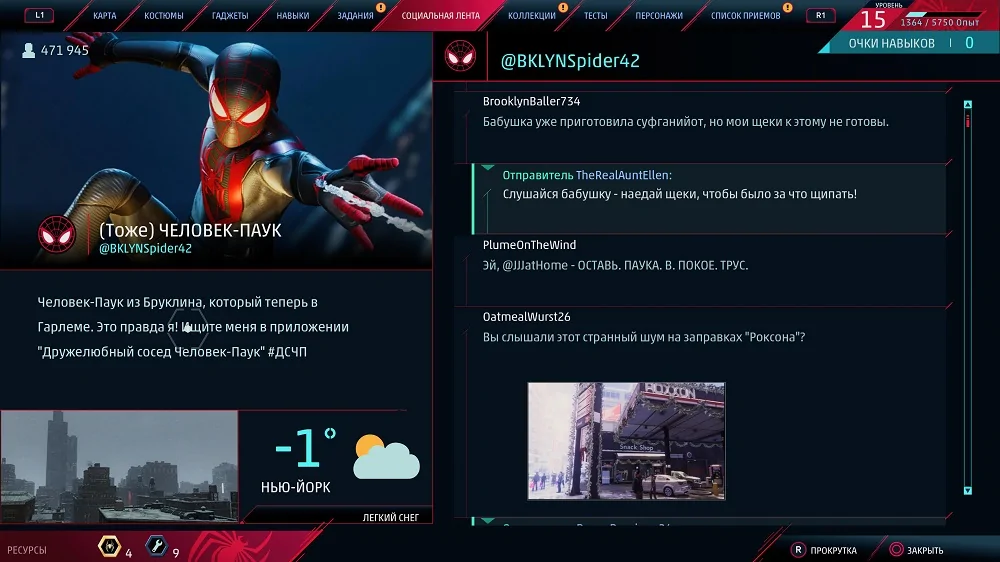 L1
КАРТА
КОСТЮМЫ
ГАДЖЕТЫ
НАВЫКИ
ЗАДАНИЯ
СОЦИАЛЬНАЯ ЛЕНТА
КОЛЛЕКЦИИ
ТЕСТЫ
ПЕРСОНАЖИ
СПИСОК ПРИЕМОВ
R1
УРОВЕНЬ
15
1364 / 5750 Опыт
ОЧКИ НАВЫКОВ | 0
471 945
(Тоже) ЧЕЛОВЕК-ПАУК
@BKLYNSpider42
Человек-Паук из Бруклина, который теперь в
Гарлеме. Это правда я! Ищите меня в приложении
"Дружелюбный сосед Человек-Паук" #ДСЧП
-1°
НЬЮ-ЙОРК
ЛЕГКИЙ СНЕГ
@BKLYNSpider42
BrooklynBaller734
Бабушка уже приготовила суфганийот, но мои щеки к этому не готовы.
Отправитель TheRealAuntEllen:
Слушайся бабушку - наедай щеки, чтобы было за что щипать!
PlumeOnTheWind
Эй, @JJJatHome - ОСТАВЬ. ПАУКА. В. ПОКОЕ. ТРУС.
OatmealWurst26
Вы слышали этот странный шум на заправках "Роксона"?
ROXXON
Snack Shop
РЕСУРСЫ
4
9
R ПРОКРУТКА
ЗАКРЫТЬ